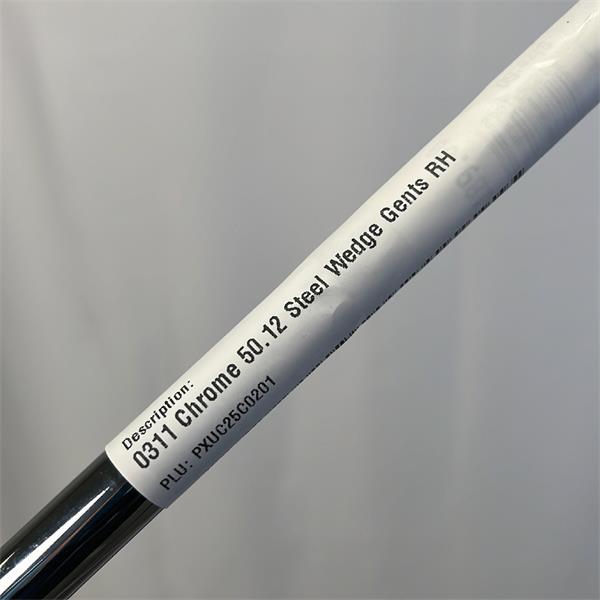 Description:
0311 Chrome 50.12 Steel Wedge Gents RH
PLU: PXUC25C0201